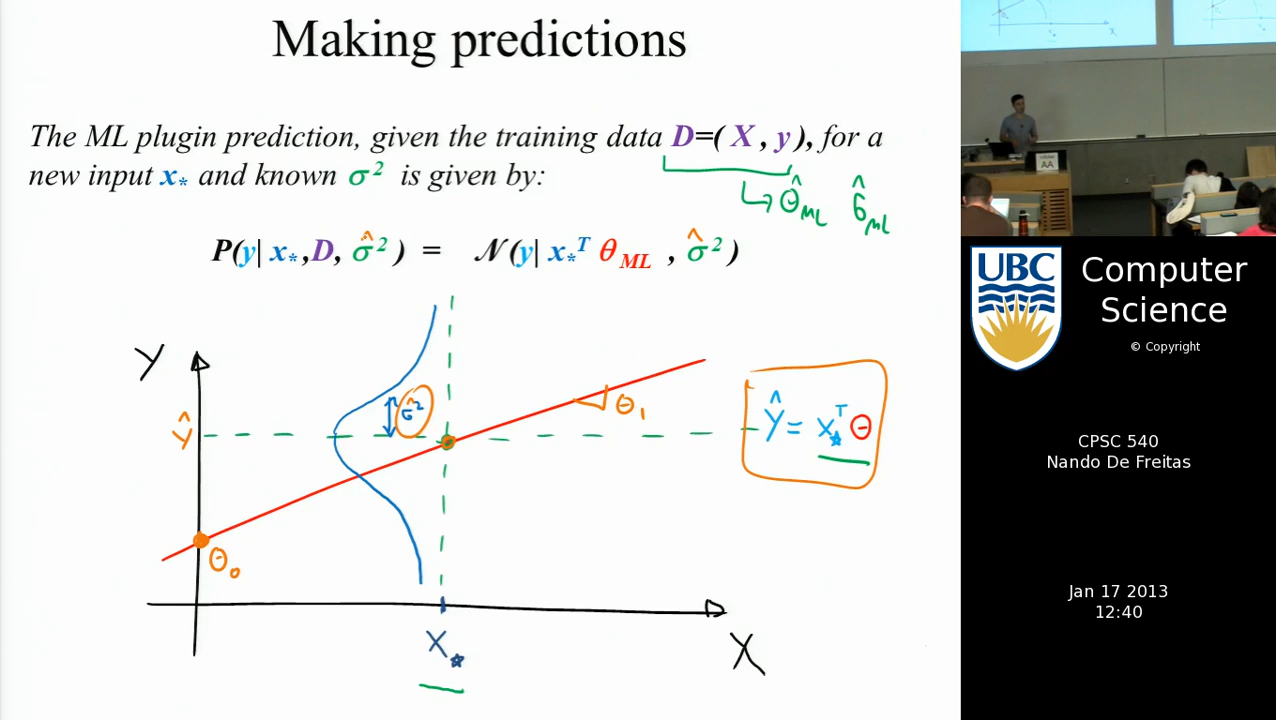 Making predictions
The ML plugin prediction, given the training data D=( X , y ), for a
new input x* and known σ² is given by:
θ̂ML σ̂ML
P(y| x*,D, σ̂² ) = 𝒩(y| x*ᵀ θML , σ̂² )
Y
σ̂²
θ₁
Ŷ = X*ᵀ θ
ŷ
θ₀
X*
X
AA
UBC
Computer
Science
© Copyright
CPSC 540
Nando De Freitas
Jan 17 2013
12:40